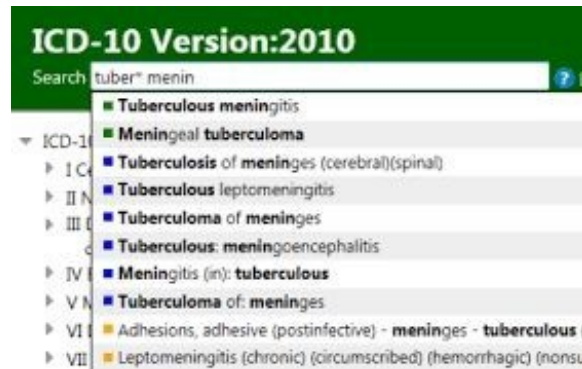 ICD-10 Version:2010
Search tuber* menin ?
Tuberculous meningitis
Meningeal tuberculoma
ICD-10
Tuberculosis of meninges (cerebral)(spinal)
I
Tuberculous leptomeningitis
II
Tuberculoma of meninges
III
Tuberculous: meningoencephalitis
IV
Meningitis (in): tuberculous
V
Tuberculoma of: meninges
VI
Adhesions, adhesive (postinfective) - meninges - tuberculous
VII
Leptomeningitis (chronic) (circumscribed) (hemorrhagic)